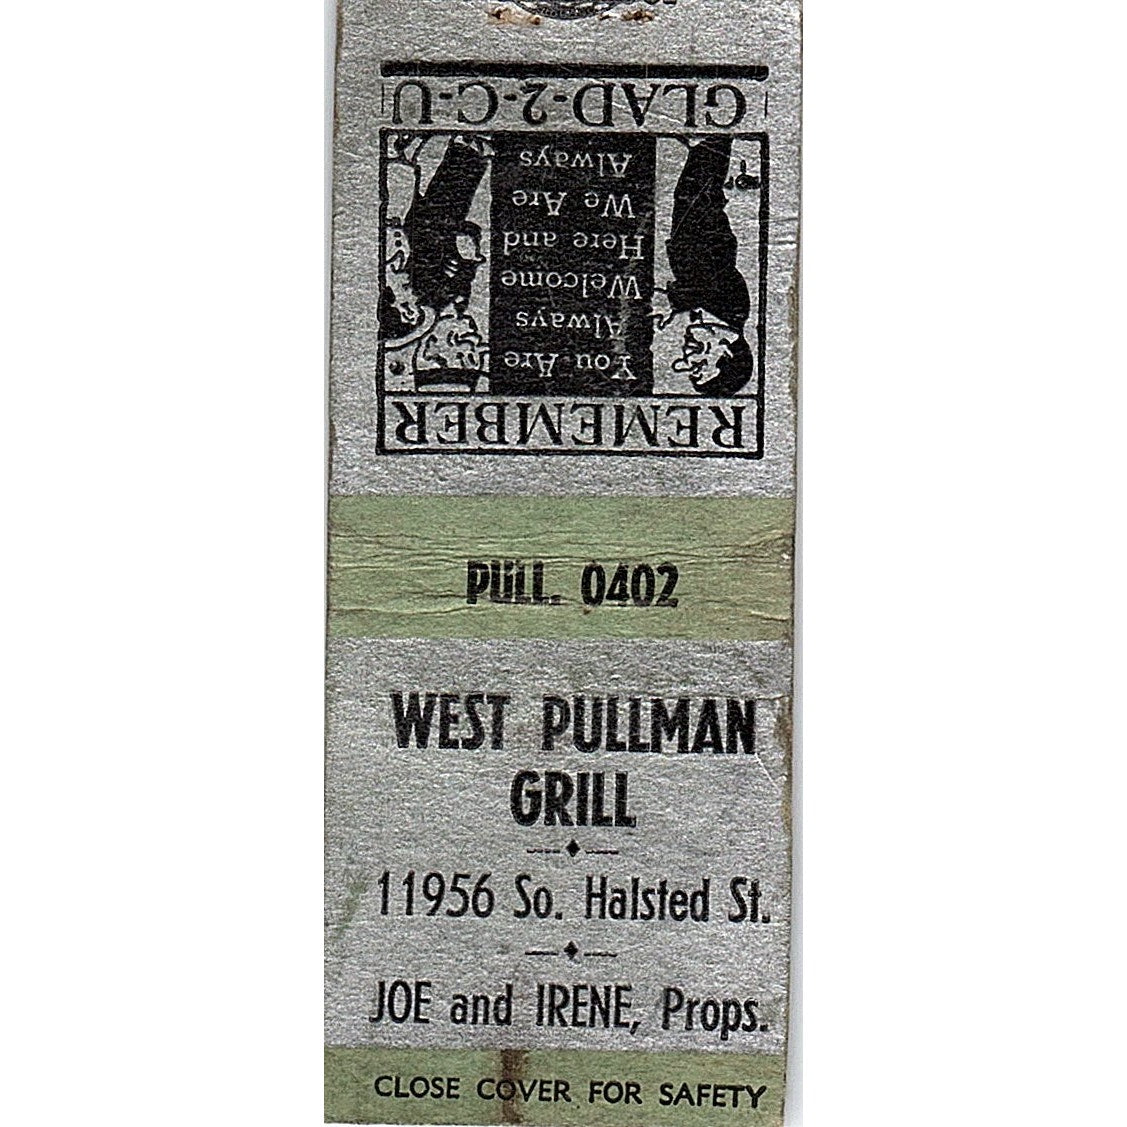 REMEMBER
You Are
Always
Welcome
Here and
We Are
Always
GLAD-2-C-U
PULL. 0402
WEST PULLMAN
GRILL
11956 So. Halsted St.
JOE and IRENE, Props.
CLOSE COVER FOR SAFETY